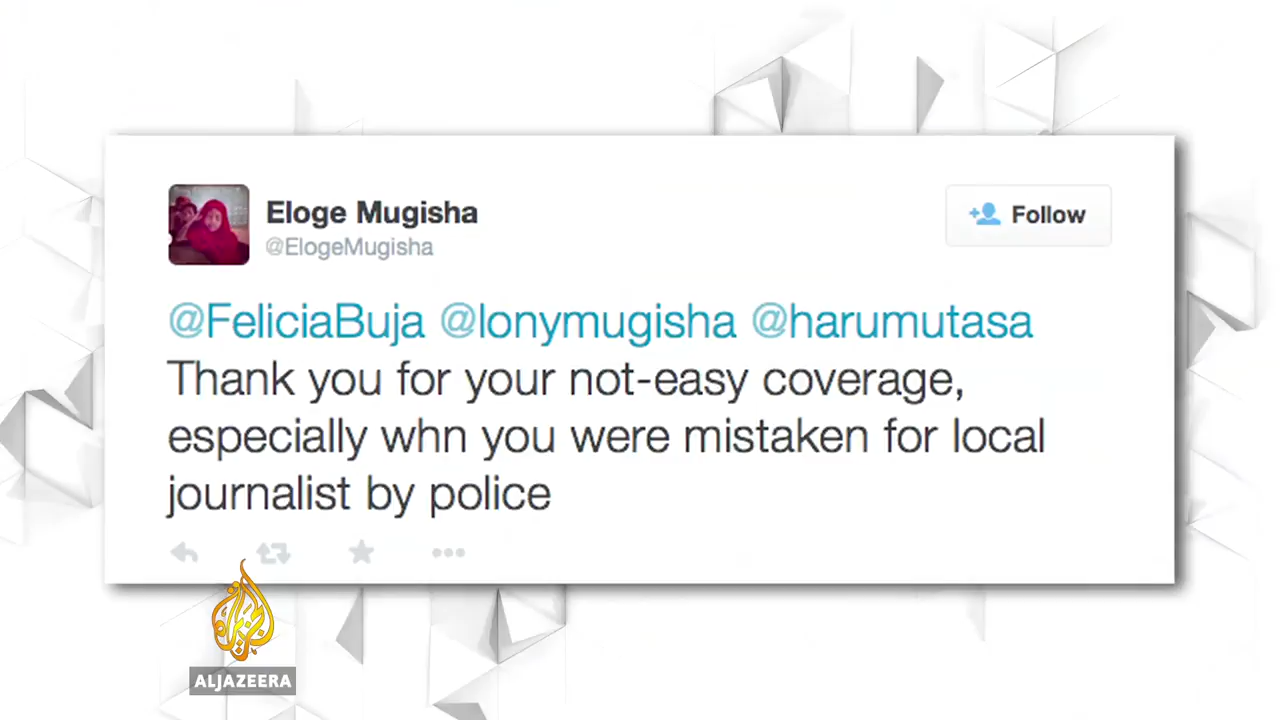 Eloge Mugisha
@ElogeMugisha
Follow
@FeliciaBuja @lonymugisha @harumutasa
Thank you for your not-easy coverage,
especially whn you were mistaken for local
journalist by police
ALJAZEERA